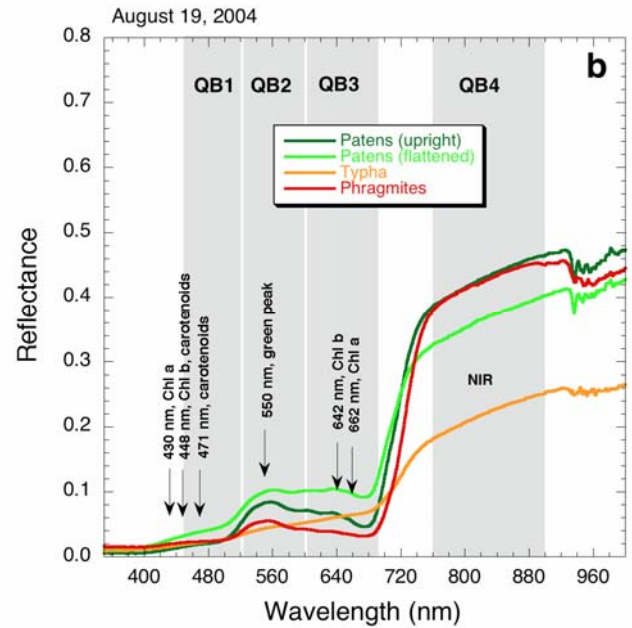 August 19, 2004
b
QB1
QB2
QB3
QB4
Patens (upright)
Patens (flattened)
Typha
Phragmites
430 nm, Chl a
448 nm, Chl b, carotenoids
471 nm, carotenoids
550 nm, green peak
642 nm, Chl b
662 nm, Chl a
NIR
Reflectance
0.8
0.7
0.6
0.5
0.4
0.3
0.2
0.1
0.0
400
480
560
640
720
800
880
960
Wavelength (nm)